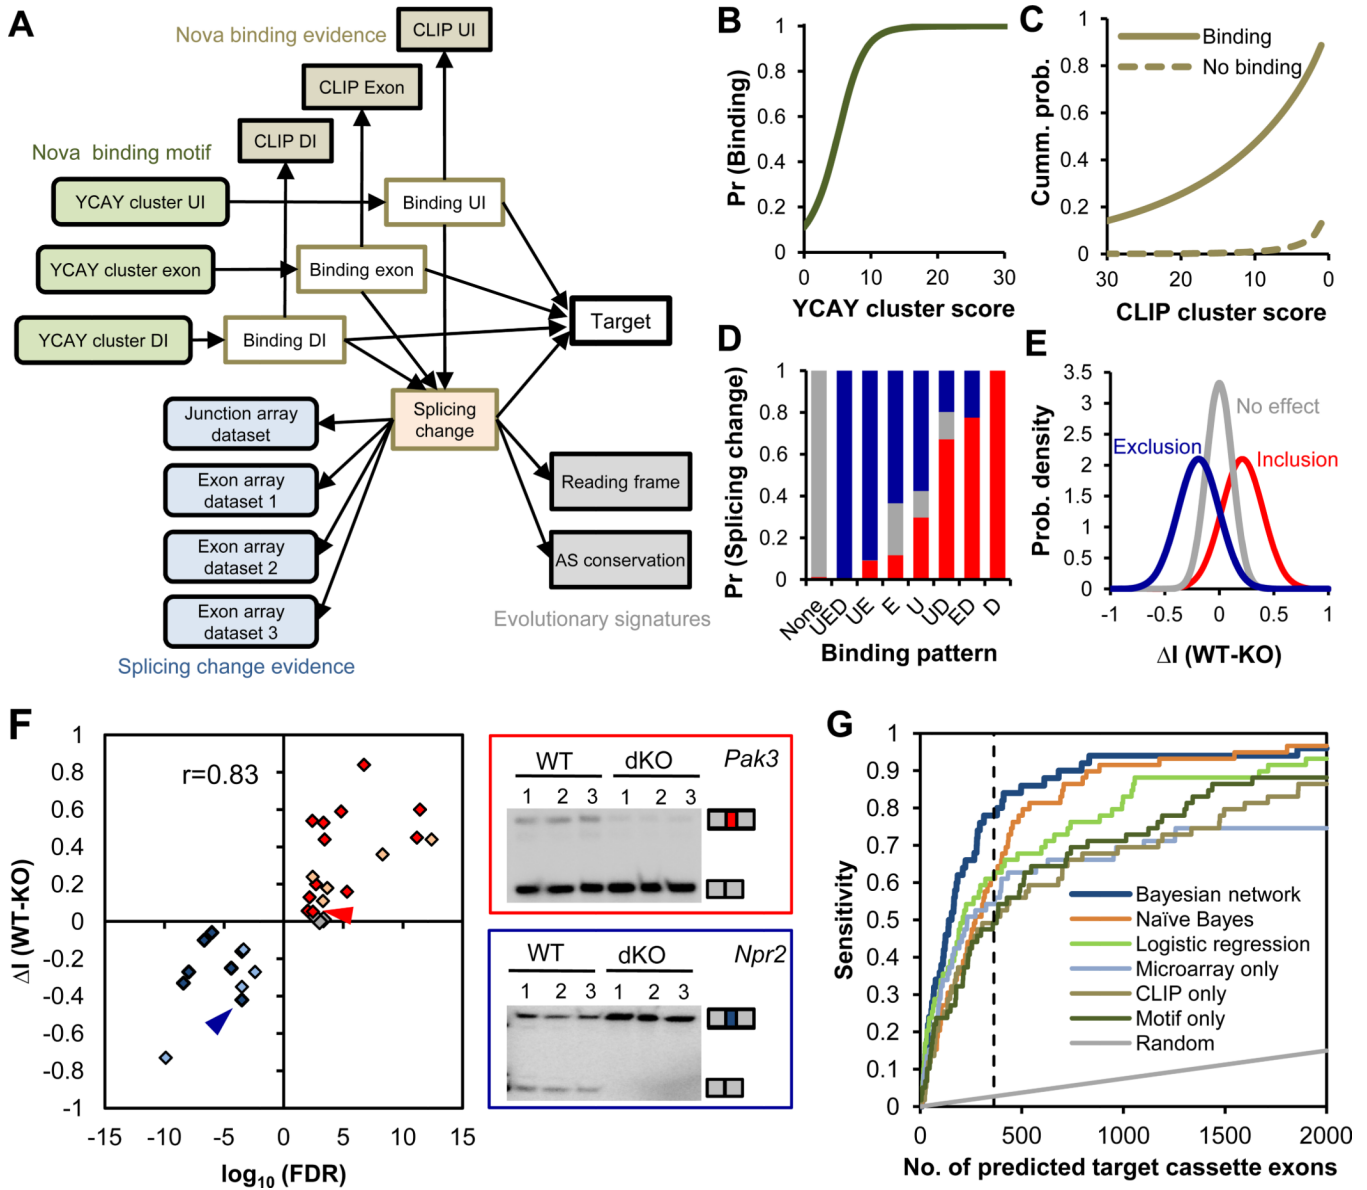 A
Nova binding evidence
CLIP UI
CLIP Exon
CLIP DI
Nova binding motif
YCAY cluster UI
Binding UI
YCAY cluster exon
Binding exon
YCAY cluster DI
Binding DI
Target
Splicing
change
Junction array
dataset
Exon array
dataset 1
Exon array
dataset 2
Exon array
dataset 3
Splicing change evidence
Reading frame
AS conservation
Evolutionary signatures
B
Pr (Binding)
1
0.8
0.6
0.4
0.2
0
0 10 20 30
YCAY cluster score
C
Cumm. prob.
Binding
No binding
1
0.8
0.6
0.4
0.2
0
30 20 10 0
CLIP cluster score
D
Pr (Splicing change)
1
0.8
0.6
0.4
0.2
0
None UED UE E U UD ED D
Binding pattern
E
Prob. density
3.5
3
2.5
2
1.5
1
0.5
0
No effect
Exclusion
Inclusion
-1 -0.5 0 0.5 1
ΔI (WT-KO)
F
ΔI (WT-KO)
1
0.8
0.6
0.4
0.2
0
-0.2
-0.4
-0.6
-0.8
-1
r=0.83
-15 -10 -5 0 5 10 15
log10 (FDR)
WT dKO Pak3
1 2 3 1 2 3
WT dKO Npr2
1 2 3 1 2 3
G
Sensitivity
1
0.9
0.8
0.7
0.6
0.5
0.4
0.3
0.2
0.1
0
Bayesian network
Naïve Bayes
Logistic regression
Microarray only
CLIP only
Motif only
Random
0 500 1000 1500 2000
No. of predicted target cassette exons